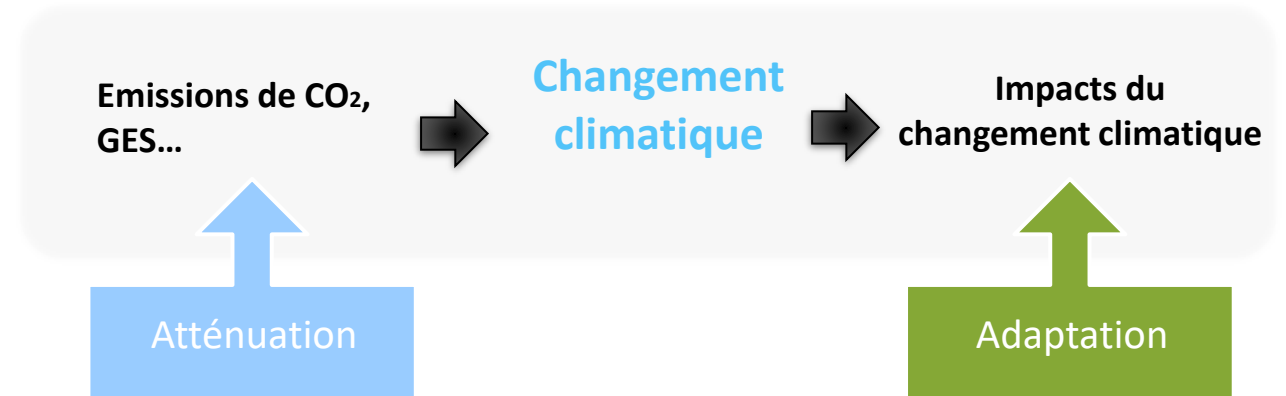 Emissions de CO₂,
GES...
Changement
climatique
Impacts du
changement climatique
Atténuation
Adaptation